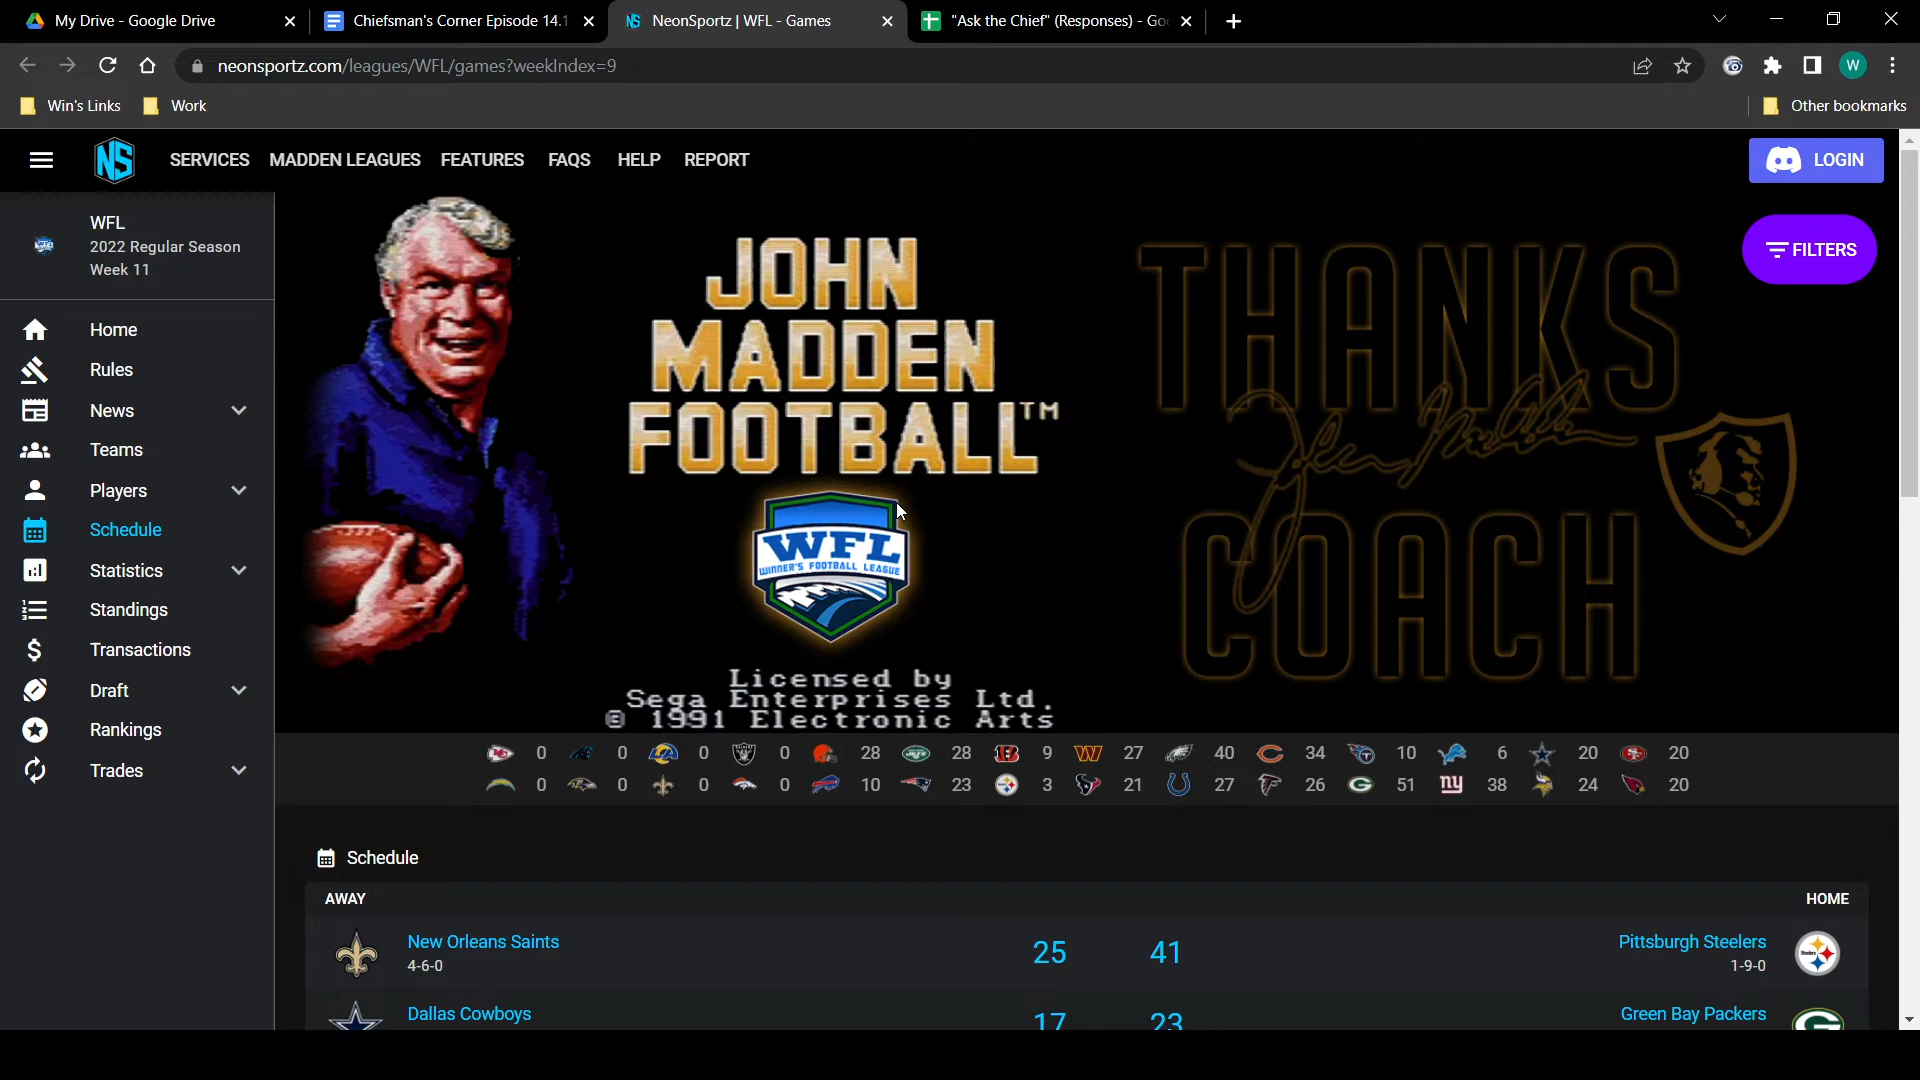 My Drive - Google Drive
Chiefsman's Corner Episode 14.1
NeonSportz | WFL - Games
"Ask the Chief" (Responses) - Go
neonsportz.com/leagues/WFL/games?weekIndex=9
W
Win's Links
Work
Other bookmarks
NS
SERVICES MADDEN LEAGUES FEATURES FAQS HELP REPORT
LOGIN
WFL
2022 Regular Season
Week 11
FILTERS
Home
Rules
News
Teams
Players
Schedule
Statistics
Standings
Transactions
Draft
Rankings
Trades
JOHN
MADDEN
FOOTBALL™
WFL
WINNER'S FOOTBALL LEAGUE
Licensed by
Sega Enterprises Ltd.
© 1991 Electronic Arts
THANKS
John Madden
COACH
0 0 0 0 28 28 9 27 40 34 10 6 20 20
0 0 0 0 10 23 3 21 27 26 51 38 24 20
Schedule
AWAY HOME
New Orleans Saints 25 41 Pittsburgh Steelers
4-6-0 1-9-0
Dallas Cowboys 17 23 Green Bay Packers